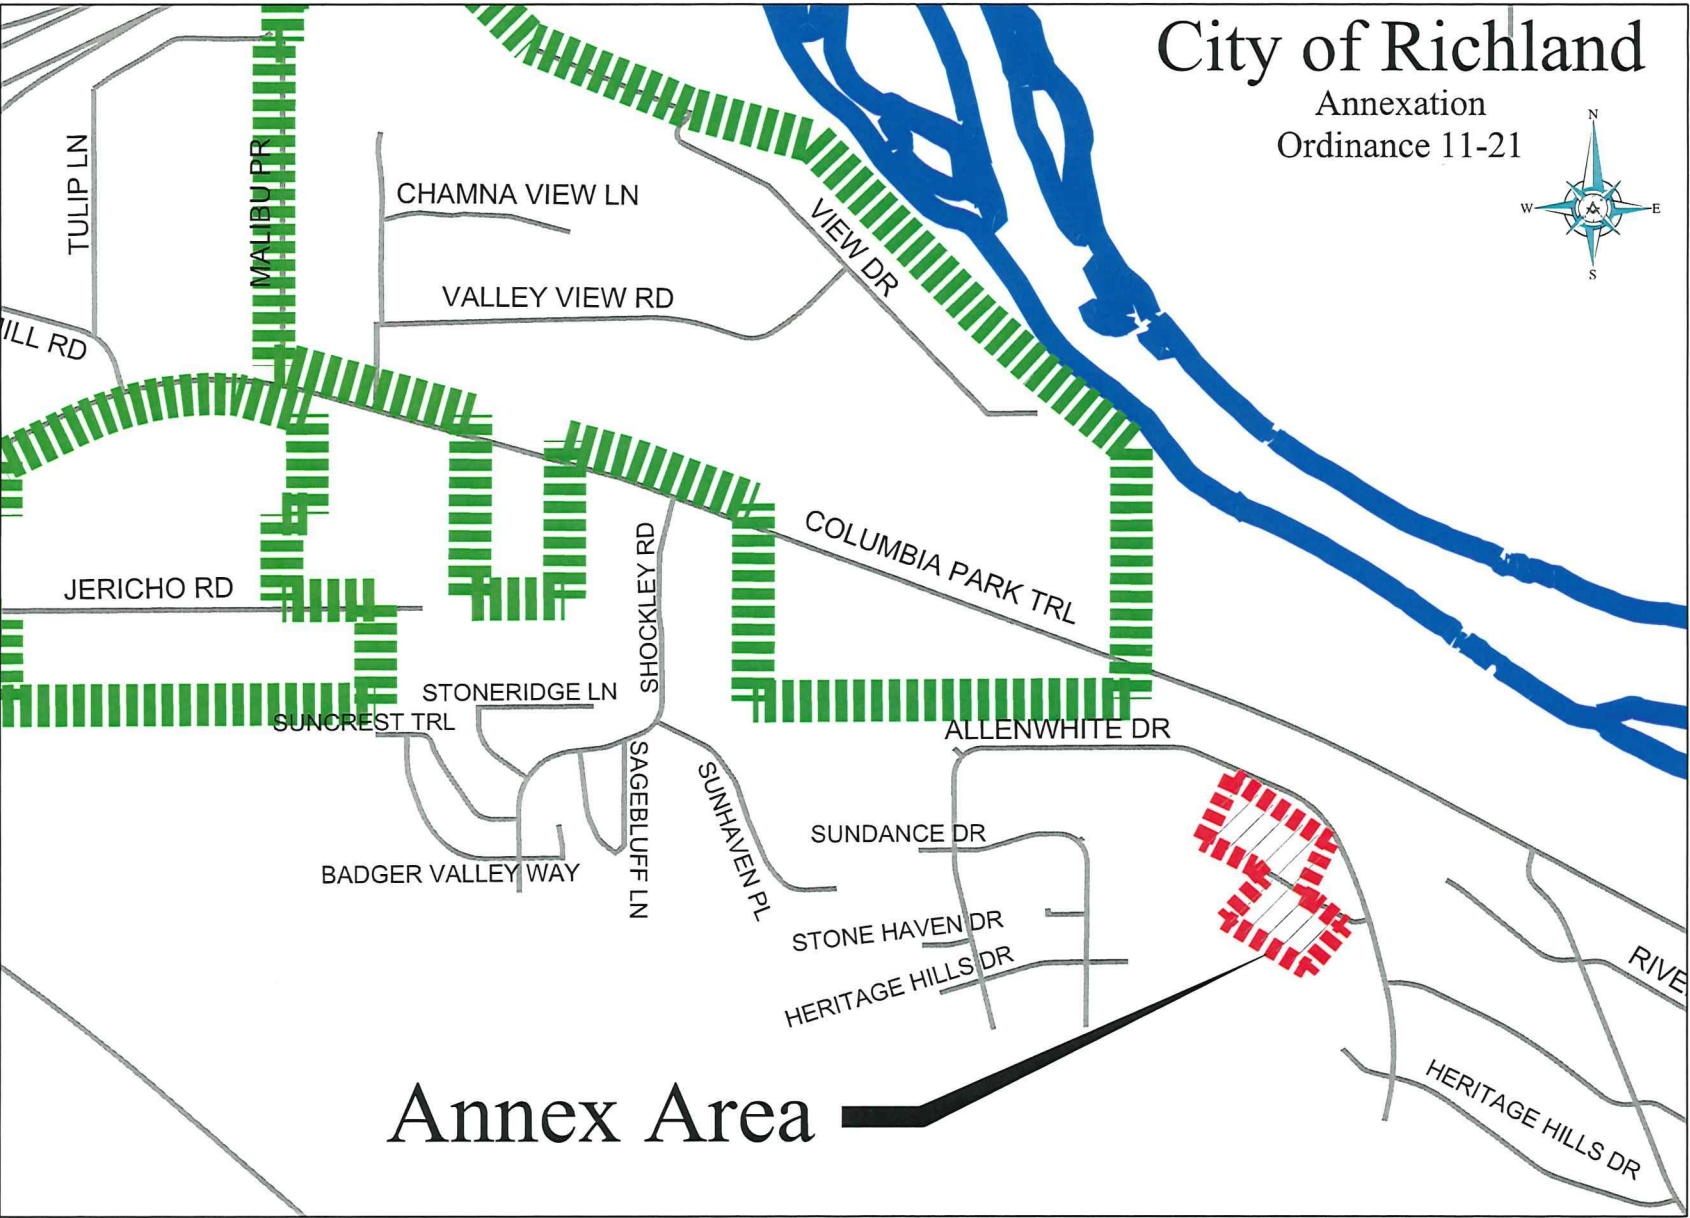 City of Richland
Annexation
Ordinance 11-21
N
W
E
S
TULIP LN
MALIBU PR
CHAMNA VIEW LN
VIEW DR
VALLEY VIEW RD
ILL RD
COLUMBIA PARK TRL
SHOCKLEY RD
JERICHO RD
STONERIDGE LN
SUNCREST TRL
ALLENWHITE DR
SAGEBLUFF LN
SUNHAVEN PL
SUNDANCE DR
BADGER VALLEY WAY
STONE HAVEN DR
HERITAGE HILLS DR
RIVE
HERITAGE HILLS DR
Annex Area